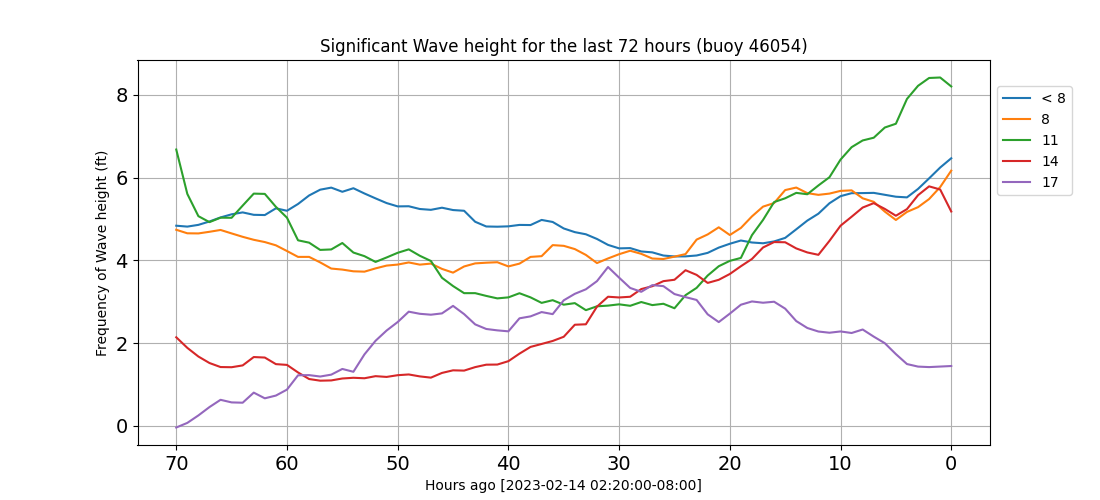 Significant Wave height for the last 72 hours (buoy 46054)
Frequency of Wave height (ft)
8
6
4
2
0
70 60 50 40 30 20 10 0
Hours ago [2023-02-14 02:20:00-08:00]
< 8
8
11
14
17